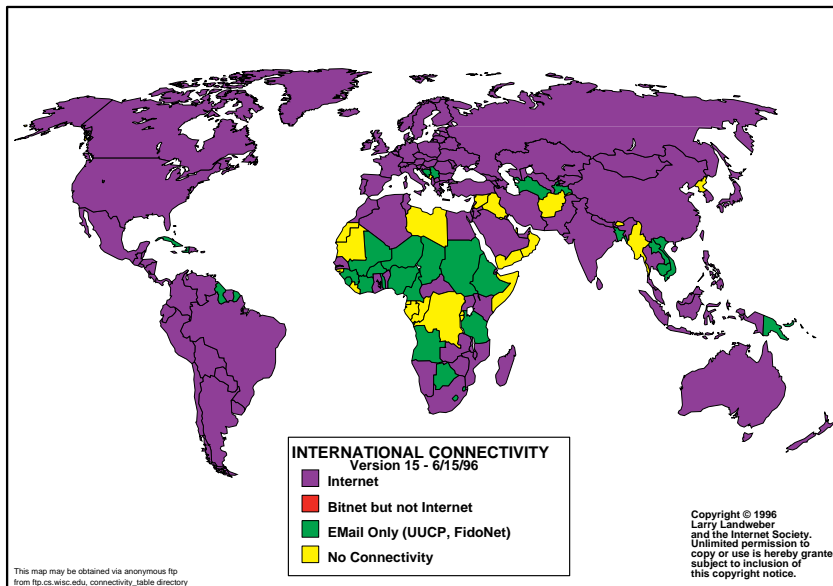 INTERNATIONAL CONNECTIVITY
Version 15 - 6/15/96
Internet
Bitnet but not Internet
EMail Only (UUCP, FidoNet)
No Connectivity
This map may be obtained via anonymous ftp
from ftp.cs.wisc.edu, connectivity_table directory
Copyright © 1996
Larry Landweber
and the Internet Society.
Unlimited permission to
copy or use is hereby grante
subject to inclusion of
this copyright notice.